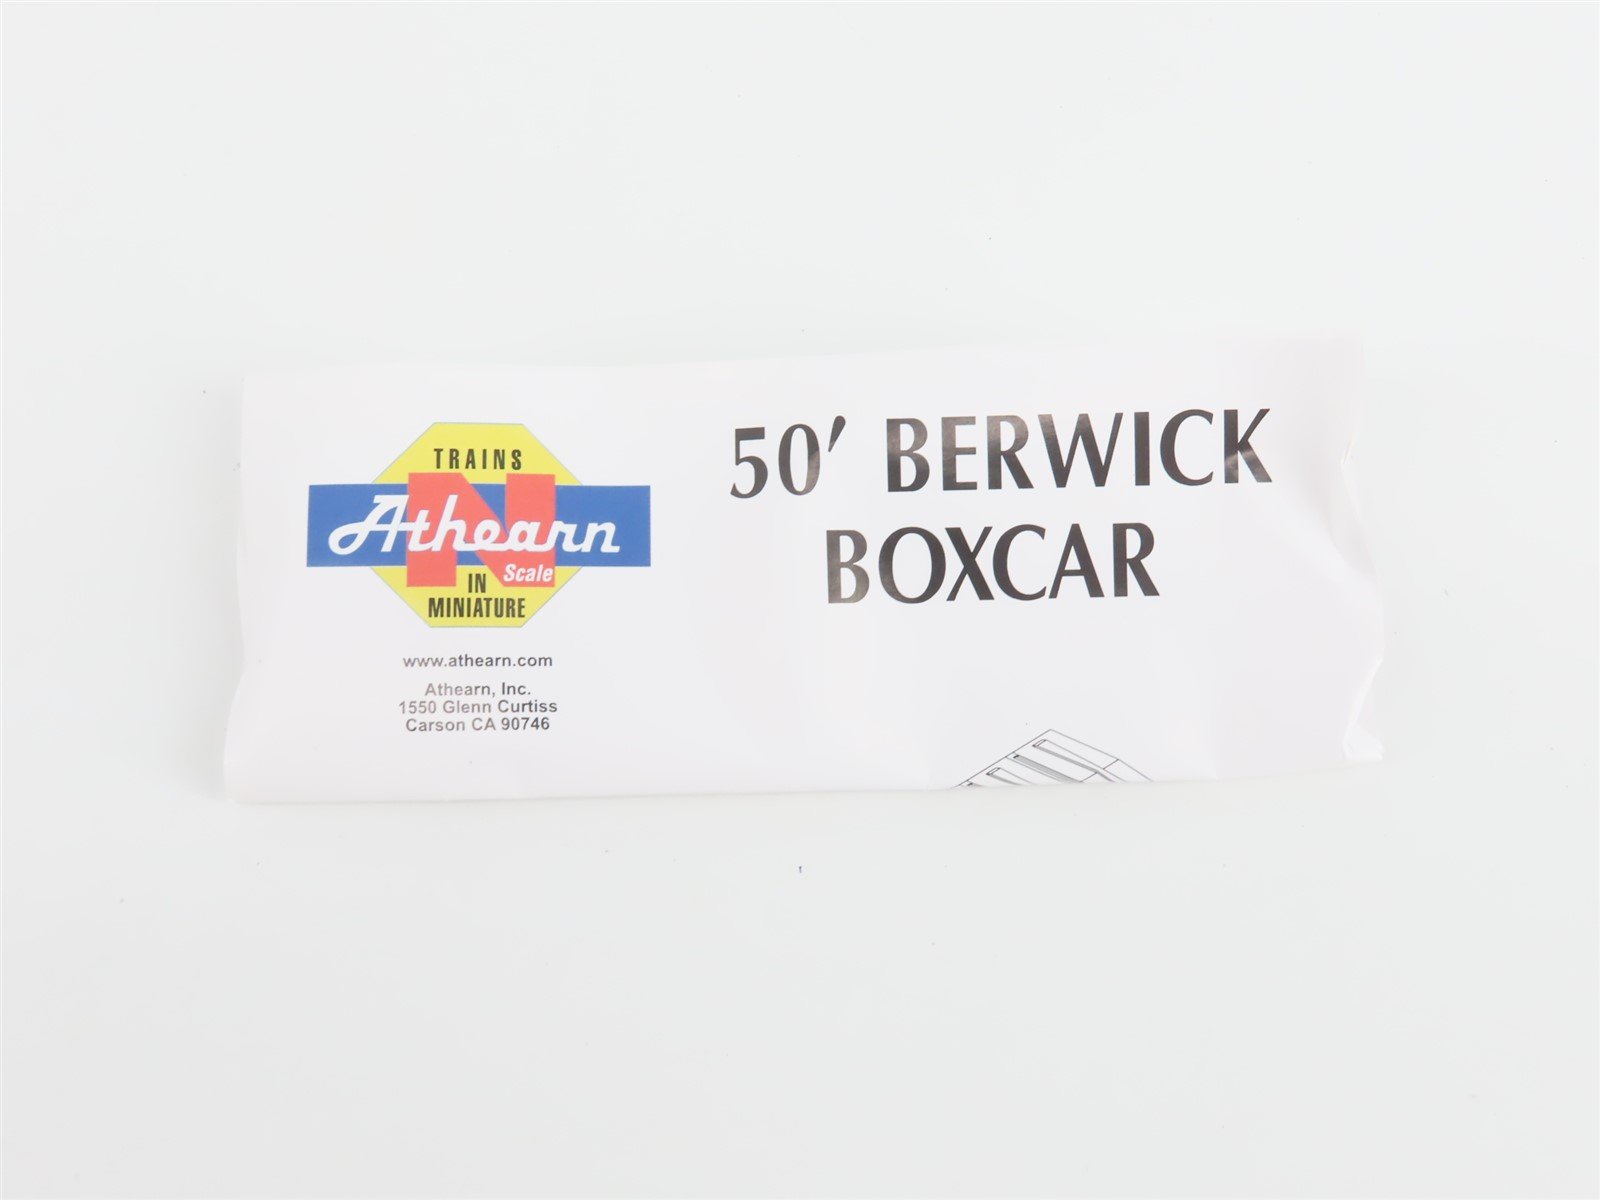 TRAINS
Athearn
N Scale
IN
MINIATURE
www.athearn.com
Athearn, Inc.
1550 Glenn Curtiss
Carson CA 90746
50′ BERWICK
BOXCAR